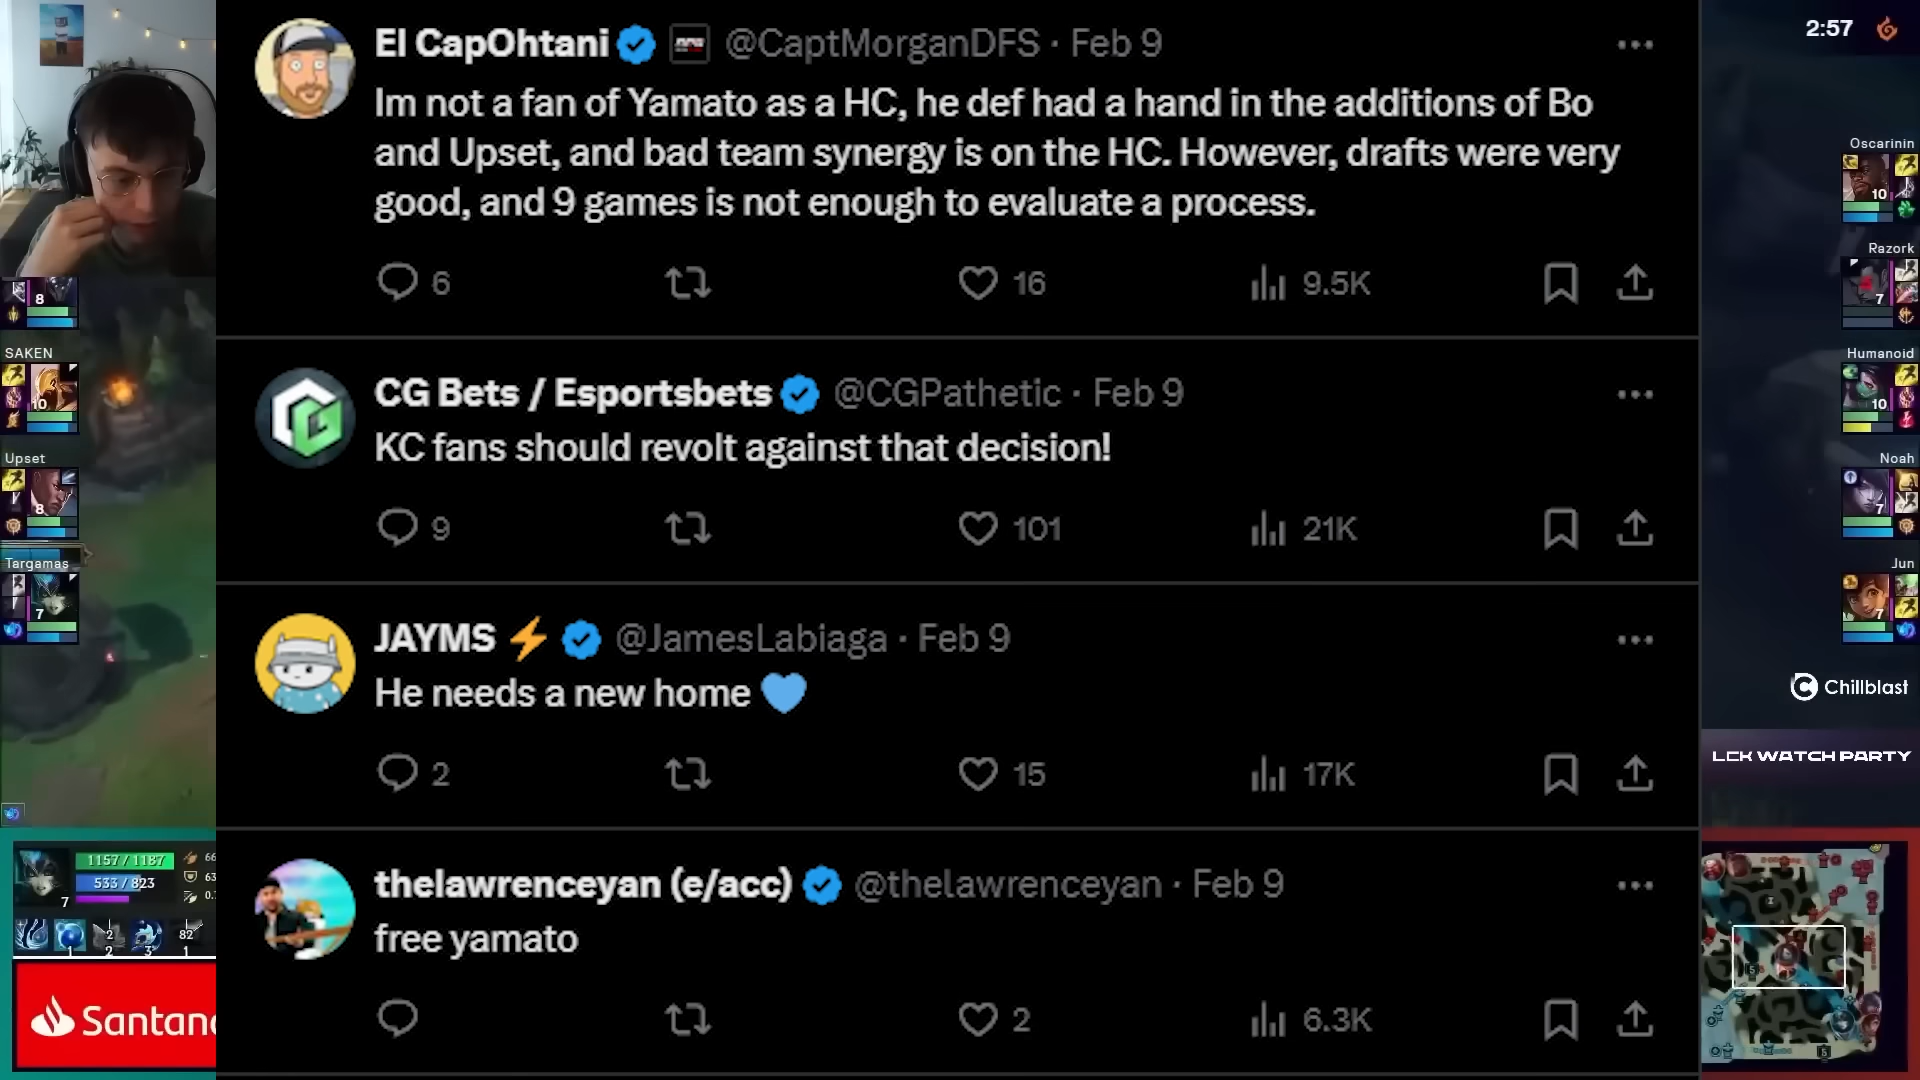 El CapOhtani @CaptMorganDFS · Feb 9
Im not a fan of Yamato as a HC, he def had a hand in the additions of Bo
and Upset, and bad team synergy is on the HC. However, drafts were very
good, and 9 games is not enough to evaluate a process.
6 16 9.5K
CG Bets / Esportsbets @CGPathetic · Feb 9
KC fans should revolt against that decision!
9 101 21K
JAYMS⚡ @JamesLabiaga · Feb 9
He needs a new home 💙
2 15 17K
thelawrenceyan (e/acc) @thelawrenceyan · Feb 9
free yamato
2 6.3K
8
SAKEN
10
Upset
8
Targamas
7
1157 / 1187
533 / 823
7
66
63
0.
1
2
2
3
82
1
Santan
2:57
Oscarinin
10
Razork
7
Humanoid
10
Noah
7
Jun
7
Chillblast
LCK WATCH PARTY